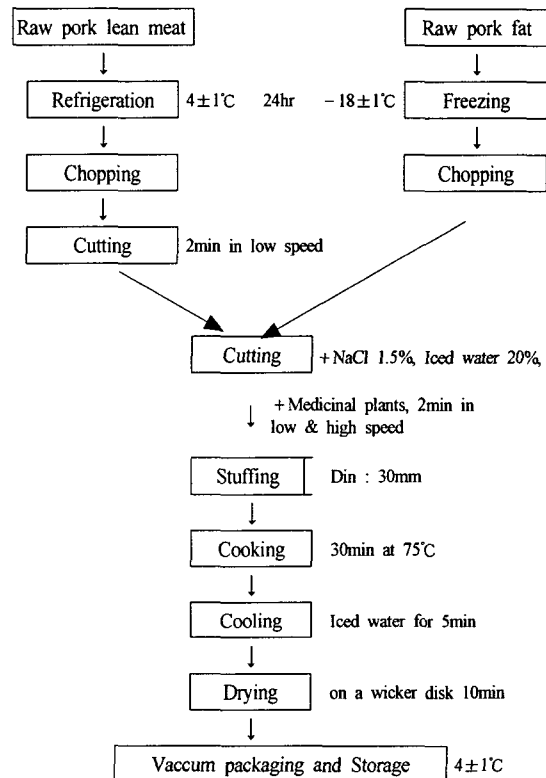 Raw pork lean meat Raw pork fat
Refrigeration 4±1℃ 24hr －18±1℃ Freezing
Chopping Chopping
Cutting 2min in low speed
Cutting +NaCl 1.5%, Iced water 20%,
+Medicinal plants, 2min in
low & high speed
Stuffing Din : 30mm
Cooking 30min at 75℃
Cooling Iced water for 5min
Drying on a wicker disk 10min
Vaccum packaging and Storage 4±1℃